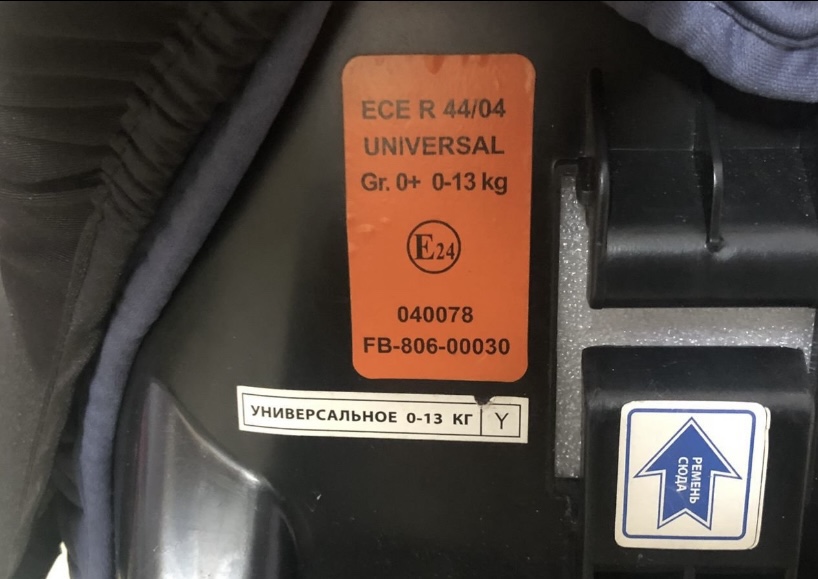 ECE R 44/04
UNIVERSAL
Gr. 0+ 0-13 kg
E24
040078
FB-806-00030
УНИВЕРСАЛЬНОЕ 0-13 КГ Y
РЕМЕНЬ
СЮДА